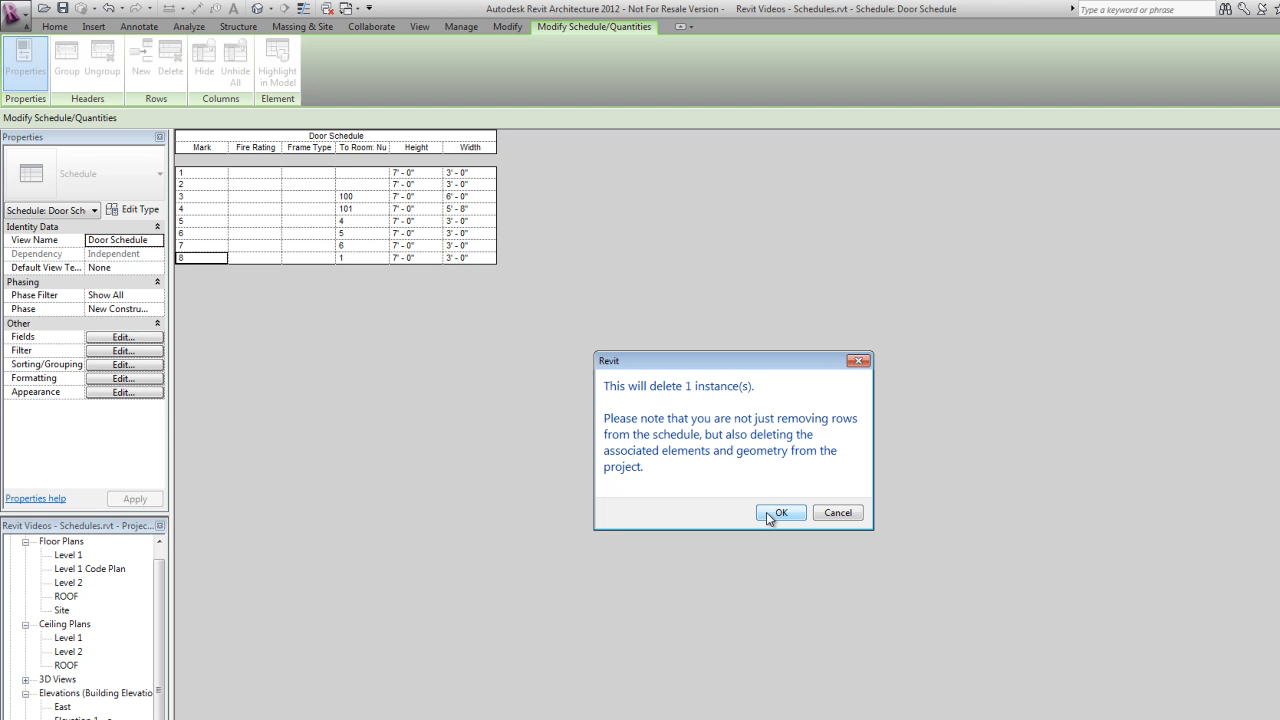 Autodesk Revit Architecture 2012 - Not For Resale Version - Revit Videos - Schedules.rvt - Schedule: Door Schedule
Type a keyword or phrase
Home Insert Annotate Analyze Structure Massing & Site Collaborate View Manage Modify Modify Schedule/Quantities
Properties Group Ungroup New Delete Hide Unhide All Highlight in Model
Properties Headers Rows Columns Element
Modify Schedule/Quantities
Properties
Schedule
Schedule: Door Sch Edit Type
Identity Data
View Name Door Schedule
Dependency Independent
Default View Te... None
Phasing
Phase Filter Show All
Phase New Constru...
Other
Fields Edit...
Filter Edit...
Sorting/Grouping Edit...
Formatting Edit...
Appearance Edit...
Properties help Apply
Revit Videos - Schedules.rvt - Projec...
Floor Plans
Level 1
Level 1 Code Plan
Level 2
ROOF
Site
Ceiling Plans
Level 1
Level 2
ROOF
3D Views
Elevations (Building Elevatio
East
Door Schedule
Mark Fire Rating Frame Type To Room: Nu Height Width
1 7' - 0" 3' - 0"
2 7' - 0" 3' - 0"
3 100 7' - 0" 6' - 0"
4 101 7' - 0" 5' - 8"
5 4 7' - 0" 3' - 0"
6 5 7' - 0" 3' - 0"
7 6 7' - 0" 3' - 0"
8 1 7' - 0" 3' - 0"
Revit
This will delete 1 instance(s).
Please note that you are not just removing rows
from the schedule, but also deleting the
associated elements and geometry from the
project.
OK Cancel